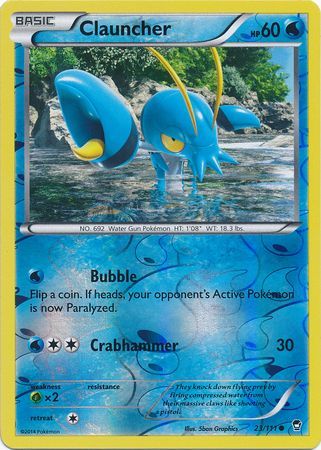 BASIC
Clauncher
HP 60
NO. 692 Water Gun Pokémon HT: 1'08" WT: 18.3 lbs.
Bubble
Flip a coin. If heads, your opponent's Active Pokémon
is now Paralyzed.
Crabhammer 30
weakness resistance
×2
retreat
They knock down flying prey by
firing compressed water from
their massive claws like shooting
a pistol.
Illus. 5ban Graphics 23/111
©2014 Pokémon